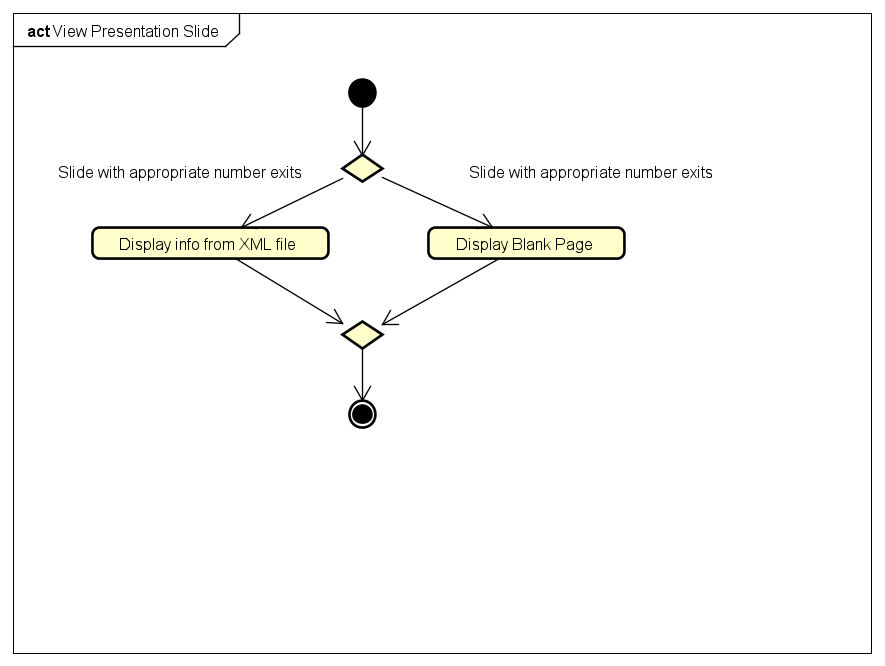 act View Presentation Slide
Slide with appropriate number exits
Slide with appropriate number exits
Display info from XML file
Display Blank Page